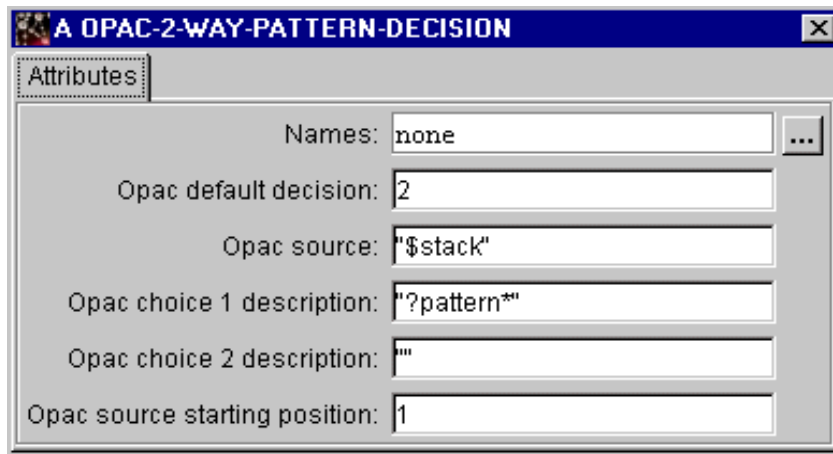 A OPAC-2-WAY-PATTERN-DECISION
Attributes
Names: none ...
Opac default decision: 2
Opac source: "$stack"
Opac choice 1 description: "?pattern*"
Opac choice 2 description: ""
Opac source starting position: 1